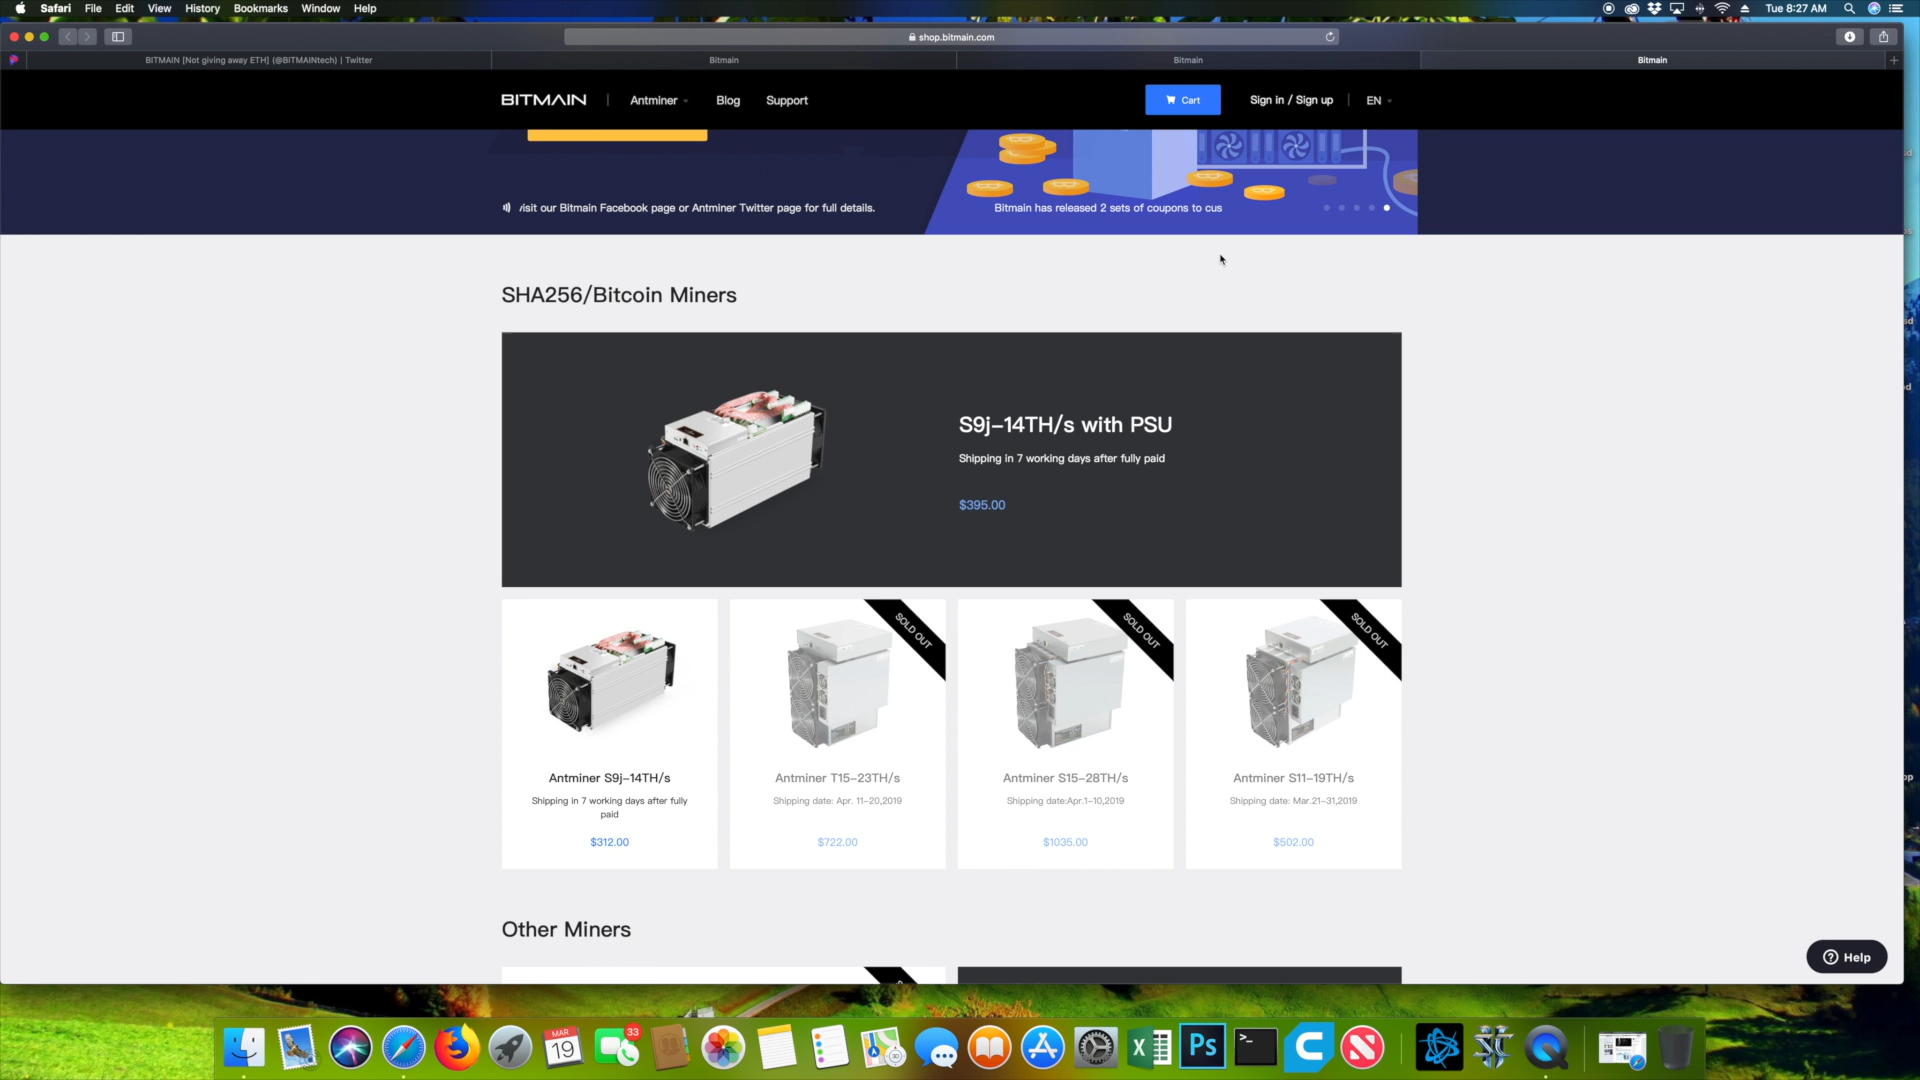 Safari File Edit View History Bookmarks Window Help
Tue 8:27 AM
shop.bitmain.com
BITMAIN [Not giving away ETH] (@BITMAINtech) | Twitter
Bitmain
Bitmain
Bitmain
BITMAIN | Antminer Blog Support
Cart
Sign in / Sign up | EN
visit our Bitmain Facebook page or Antminer Twitter page for full details.
Bitmain has released 2 sets of coupons to cus
SHA256/Bitcoin Miners
S9j-14TH/s with PSU
Shipping in 7 working days after fully paid
$395.00
SOLD OUT
SOLD OUT
SOLD OUT
Antminer S9j-14TH/s
Shipping in 7 working days after fully
paid
$312.00
Antminer T15-23TH/s
Shipping date: Apr. 11-20,2019
$722.00
Antminer S15-28TH/s
Shipping date:Apr.1-10,2019
$1035.00
Antminer S11-19TH/s
Shipping date: Mar.21-31,2019
$502.00
Other Miners
Help
MAR
19
33
Ps